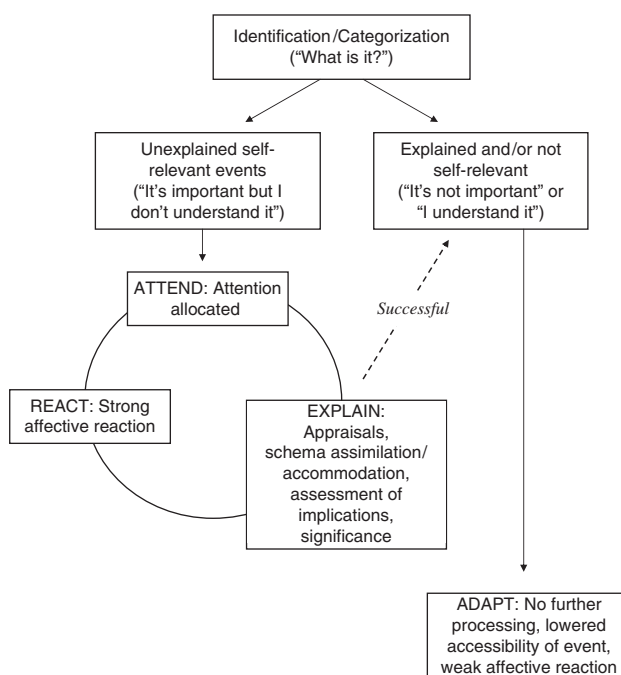 Identification/Categorization
(“What is it?”)
Unexplained self-
relevant events
(“It's important but I
don't understand it”)
Explained and/or not
self-relevant
(“It's not important” or
“I understand it”)
ATTEND: Attention
allocated
Successful
REACT: Strong
affective reaction
EXPLAIN:
Appraisals,
schema assimilation/
accommodation,
assessment of
implications,
significance
ADAPT: No further
processing, lowered
accessibility of event,
weak affective reaction